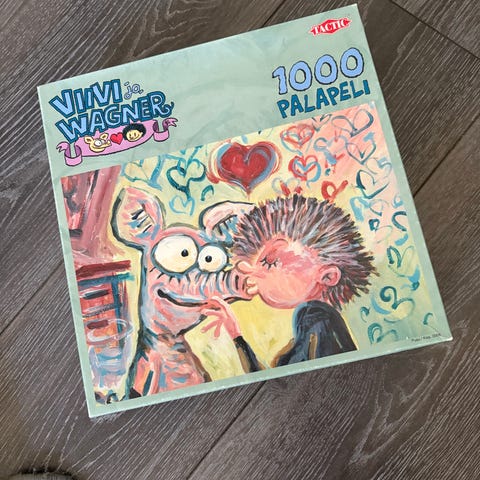 TACTIC
VIIVI ja
WAGNER
1000
PALAPELI